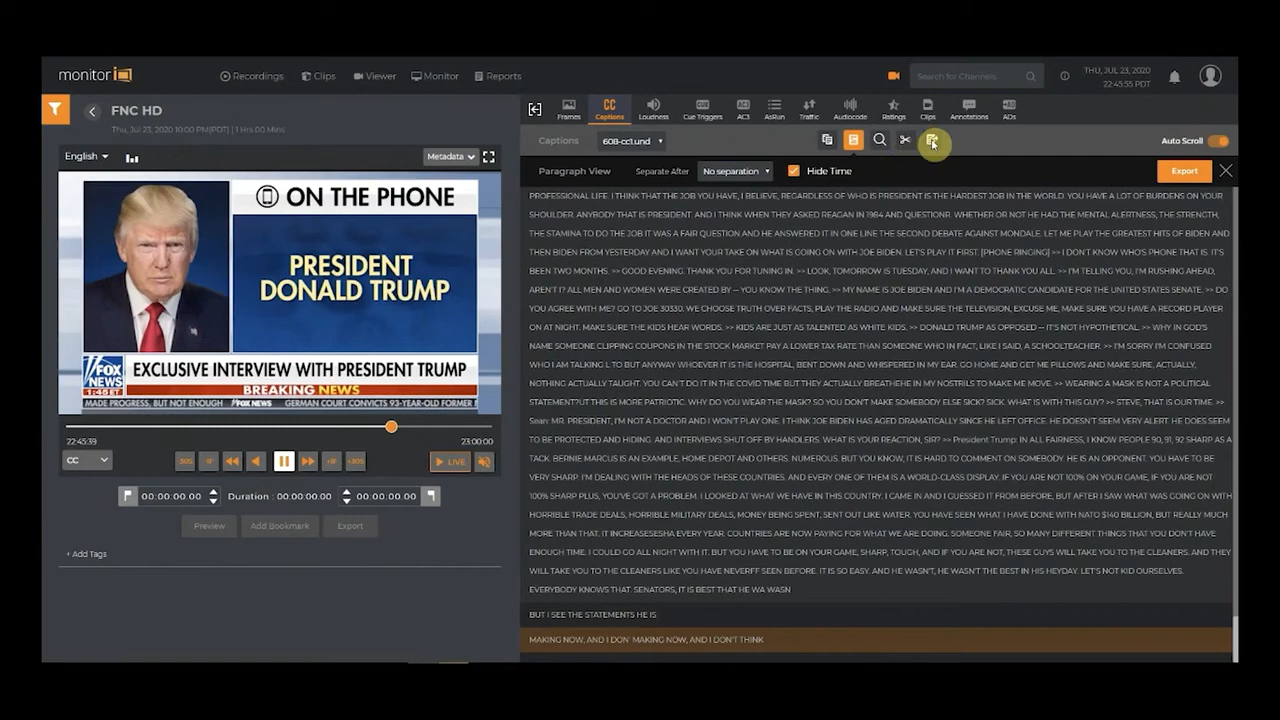 monitor
Recordings
Clips
Viewer
Monitor
Reports
Search for Channels
THU, JUL 23, 2020
22:45:55 PDT
FNC HD
Thu, Jul 23, 2020 10:00 PM(PDT) | 1 Hrs 00 Mins
English
Metadata
ON THE PHONE
PRESIDENT
DONALD TRUMP
FOX
NEWS
1:45 ET
EXCLUSIVE INTERVIEW WITH PRESIDENT TRUMP
BREAKING NEWS
MADE PROGRESS, BUT NOT ENOUGH FOX NEWS GERMAN COURT CONVICTS 93-YEAR-OLD FORMER
22:45:39
23:00:00
CC
-30S
-1F
+1F
+30S
LIVE
00:00:00.00
Duration : 00:00:00.00
00:00:00.00
Preview
Add Bookmark
Export
+ Add Tags
Frames
CC
Captions
Loudness
CUE
Cue Triggers
AC3
AC3
AsRun
Traffic
Audiocode
Ratings
Clips
Annotations
AD
ADs
Captions
608-cc1.und
Auto Scroll
Paragraph View
Separate After
No separation
Hide Time
Export
PROFESSIONAL LIFE. I THINK THAT THE JOB YOU HAVE, I BELIEVE, REGARDLESS OF WHO IS PRESIDENT IS THE HARDEST JOB IN THE WORLD. YOU HAVE A LOT OF BURDENS ON YOUR
SHOULDER. ANYBODY THAT IS PRESIDENT. AND I THINK WHEN THEY ASKED REAGAN IN 1984 AND QUESTIONR. WHETHER OR NOT HE HAD THE MENTAL ALERTNESS, THE STRENGTH,
THE STAMINA TO DO THE JOB IT WAS A FAIR QUESTION AND HE ANSWERED IT IN ONE LINE THE SECOND DEBATE AGAINST MONDALE. LET ME PLAY THE GREATEST HITS OF BIDEN AND
THEN BIDEN FROM YESTERDAY AND I WANT YOUR TAKE ON WHAT IS GOING ON WITH JOE BIDEN. LET'S PLAY IT FIRST. [PHONE RINGING] >> I DON'T KNOW WHO'S PHONE THAT IS. IT'S
BEEN TWO MONTHS. >> GOOD EVENING. THANK YOU FOR TUNING IN. >> LOOK, TOMORROW IS TUESDAY, AND I WANT TO THANK YOU ALL. >> I'M TELLING YOU, I'M RUSHING AHEAD,
AREN'T I? ALL MEN AND WOMEN WERE CREATED BY -- YOU KNOW THE THING. >> MY NAME IS JOE BIDEN AND I'M A DEMOCRATIC CANDIDATE FOR THE UNITED STATES SENATE. >> DO
YOU AGREE WITH ME? GO TO JOE 30330. WE CHOOSE TRUTH OVER FACTS, PLAY THE RADIO AND MAKE SURE THE TELEVISION, EXCUSE ME, MAKE SURE YOU HAVE A RECORD PLAYER
ON AT NIGHT. MAKE SURE THE KIDS HEAR WORDS. >> KIDS ARE JUST AS TALENTED AS WHITE KIDS. >> DONALD TRUMP AS OPPOSED -- IT'S NOT HYPOTHETICAL. >> WHY IN GOD'S
NAME SOMEONE CLIPPING COUPONS IN THE STOCK MARKET PAY A LOWER TAX RATE THAN SOMEONE WHO IN FACT, LIKE I SAID, A SCHOOLTEACHER. >> I'M SORRY I'M CONFUSED
WHO I AM TALKING L TO BUT ANYWAY WHOEVER IT IS THE HOSPITAL, BENT DOWN AND WHISPERED IN MY EAR. GO HOME AND GET ME PILLOWS AND MAKE SURE, ACTUALLY,
NOTHING ACTUALLY TAUGHT. YOU CAN'T DO IT IN THE COVID TIME BUT THEY ACTUALLY BREATHEHE IN MY NOSTRILS TO MAKE ME MOVE. >> WEARING A MASK IS NOT A POLITICAL
STATEMENT?UT THIS IS MORE PATRIOTIC. WHY DO YOU WEAR THE MASK? SO YOU DON'T MAKE SOMEBODY ELSE SICK? SICK. WHAT IS WITH THIS GUY? >> STEVE, THAT IS OUR TIME. >>
Sean: MR. PRESIDENT, I'M NOT A DOCTOR AND I WON'T PLAY ONE. I THINK JOE BIDEN HAS AGED DRAMATICALLY SINCE HE LEFT OFFICE. HE DOESN'T SEEM VERY ALERT. HE DOES SEEM
TO BE PROTECTED AND HIDING. AND INTERVIEWS SHUT OFF BY HANDLERS. WHAT IS YOUR REACTION, SIR? >> President Trump: IN ALL FAIRNESS, I KNOW PEOPLE 90, 91, 92 SHARP AS A
TACK. BERNIE MARCUS IS AN EXAMPLE, HOME DEPOT AND OTHERS. NUMEROUS. BUT YOU KNOW, IT IS HARD TO COMMENT ON SOMEBODY. HE IS AN OPPONENT. YOU HAVE TO BE
VERY SHARP. I'M DEALING WITH THE HEADS OF THESE COUNTRIES. AND EVERY ONE OF THEM IS A WORLD-CLASS DISPLAY. IF YOU ARE NOT 100% ON YOUR GAME, IF YOU ARE NOT
100% SHARP PLUS, YOU'VE GOT A PROBLEM. I LOOKED AT WHAT WE HAVE IN THIS COUNTRY. I CAME IN AND I GUESSED IT FROM BEFORE, BUT AFTER I SAW WHAT WAS GOING ON WITH
HORRIBLE TRADE DEALS, HORRIBLE MILITARY DEALS, MONEY BEING SPENT, SENT OUT LIKE WATER. YOU HAVE SEEN WHAT I HAVE DONE WITH NATO $140 BILLION, BUT REALLY MUCH
MORE THAN THAT. IT INCREASESESHA EVERY YEAR. COUNTRIES ARE NOW PAYING FOR WHAT WE ARE DOING. SOMEONE FAIR, SO MANY DIFFERENT THINGS THAT YOU DON'T HAVE
ENOUGH TIME. I COULD GO ALL NIGHT WITH IT. BUT YOU HAVE TO BE ON YOUR GAME, SHARP, TOUGH, AND IF YOU ARE NOT, THESE GUYS WILL TAKE YOU TO THE CLEANERS. AND THEY
WILL TAKE YOU TO THE CLEANERS LIKE YOU HAVE NEVERFF SEEN BEFORE. IT IS SO EASY. AND HE WASN'T, HE WASN'T THE BEST IN HIS HEYDAY. LET'S NOT KID OURSELVES.
EVERYBODY KNOWS THAT. SENATORS, IT IS BEST THAT HE WA WASN
BUT I SEE THE STATEMENTS HE IS
MAKING NOW, AND I DON' MAKING NOW, AND I DON'T THINK